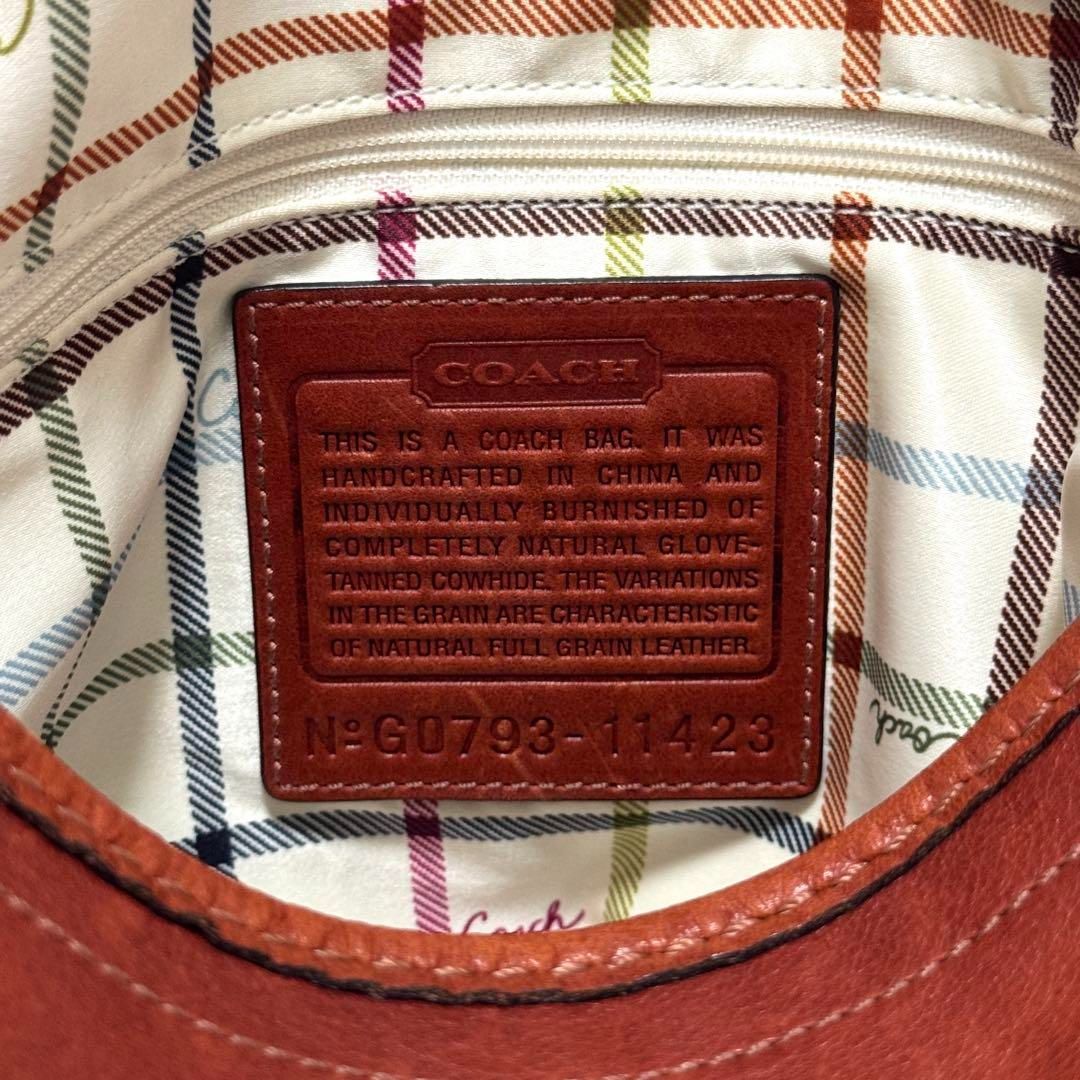 COACH
THIS IS A COACH BAG. IT WAS
HANDCRAFTED IN CHINA AND
INDIVIDUALLY BURNISHED OF
COMPLETELY NATURAL GLOVE-
TANNED COWHIDE. THE VARIATIONS
IN THE GRAIN ARE CHARACTERISTIC
OF NATURAL FULL GRAIN LEATHER.
Nº G0793-11423
Coach
Coach